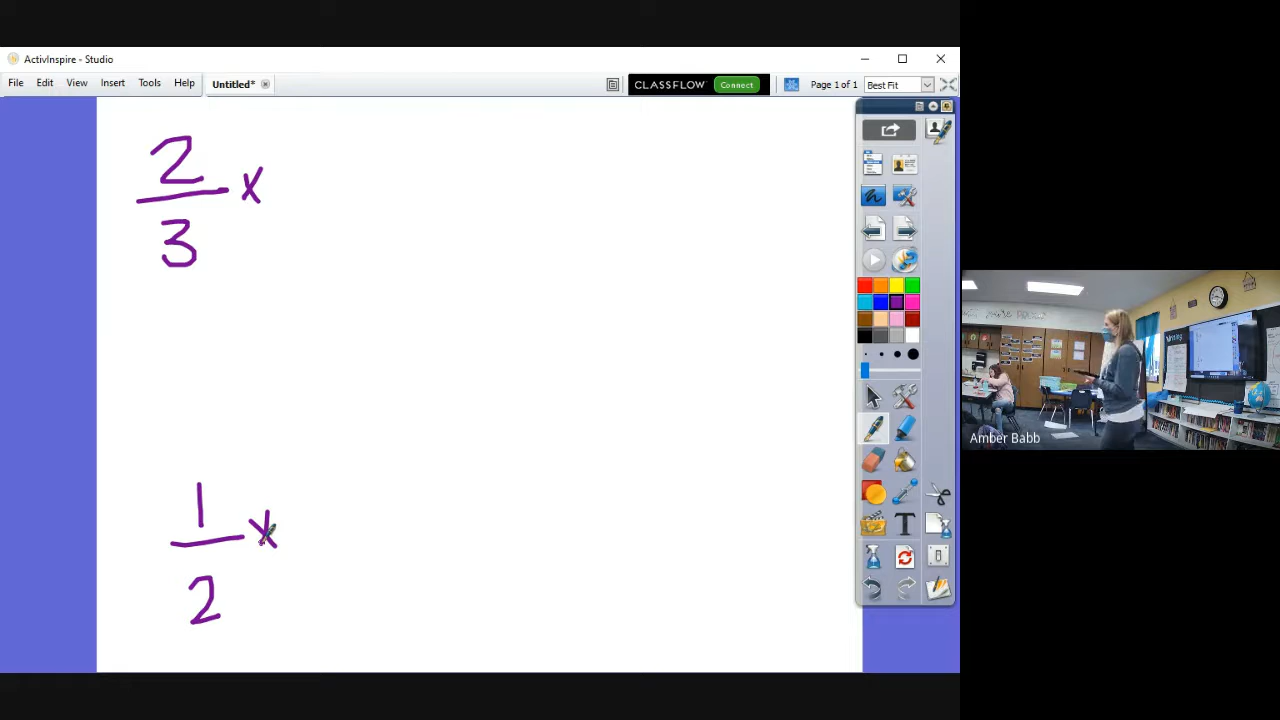 ActivInspire - Studio
File Edit View Insert Tools Help Untitled* CLASSFLOW Connect Page 1 of 1 Best Fit
2/3 x
1/2 x
T
Writing
Amber Babb